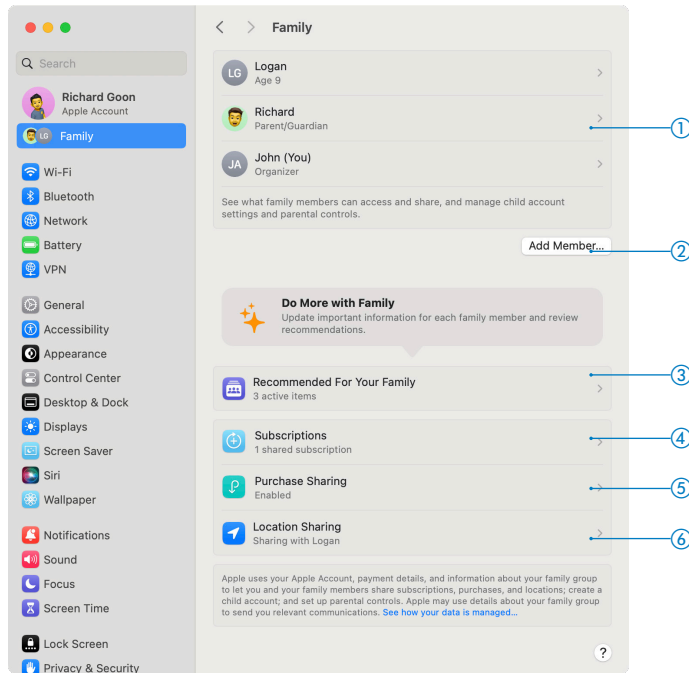 Family
Search
Richard Goon
Apple Account
LG
Family
Wi-Fi
Bluetooth
Network
Battery
VPN
General
Accessibility
Appearance
Control Center
Desktop & Dock
Displays
Screen Saver
Siri
Wallpaper
Notifications
Sound
Focus
Screen Time
Lock Screen
Privacy & Security
LG
Logan
Age 9
Richard
Parent/Guardian
1
JA
John (You)
Organizer
See what family members can access and share, and manage child account
settings and parental controls.
Add Member...
2
Do More with Family
Update important information for each family member and review
recommendations.
3
Recommended For Your Family
3 active items
Subscriptions
1 shared subscription
4
Purchase Sharing
Enabled
5
Location Sharing
Sharing with Logan
6
Apple uses your Apple Account, payment details, and information about your family group
to let you and your family members share subscriptions, purchases, and locations; create a
child account; and set up parental controls. Apple may use details about your family group
to send you relevant communications. See how your data is managed...
?